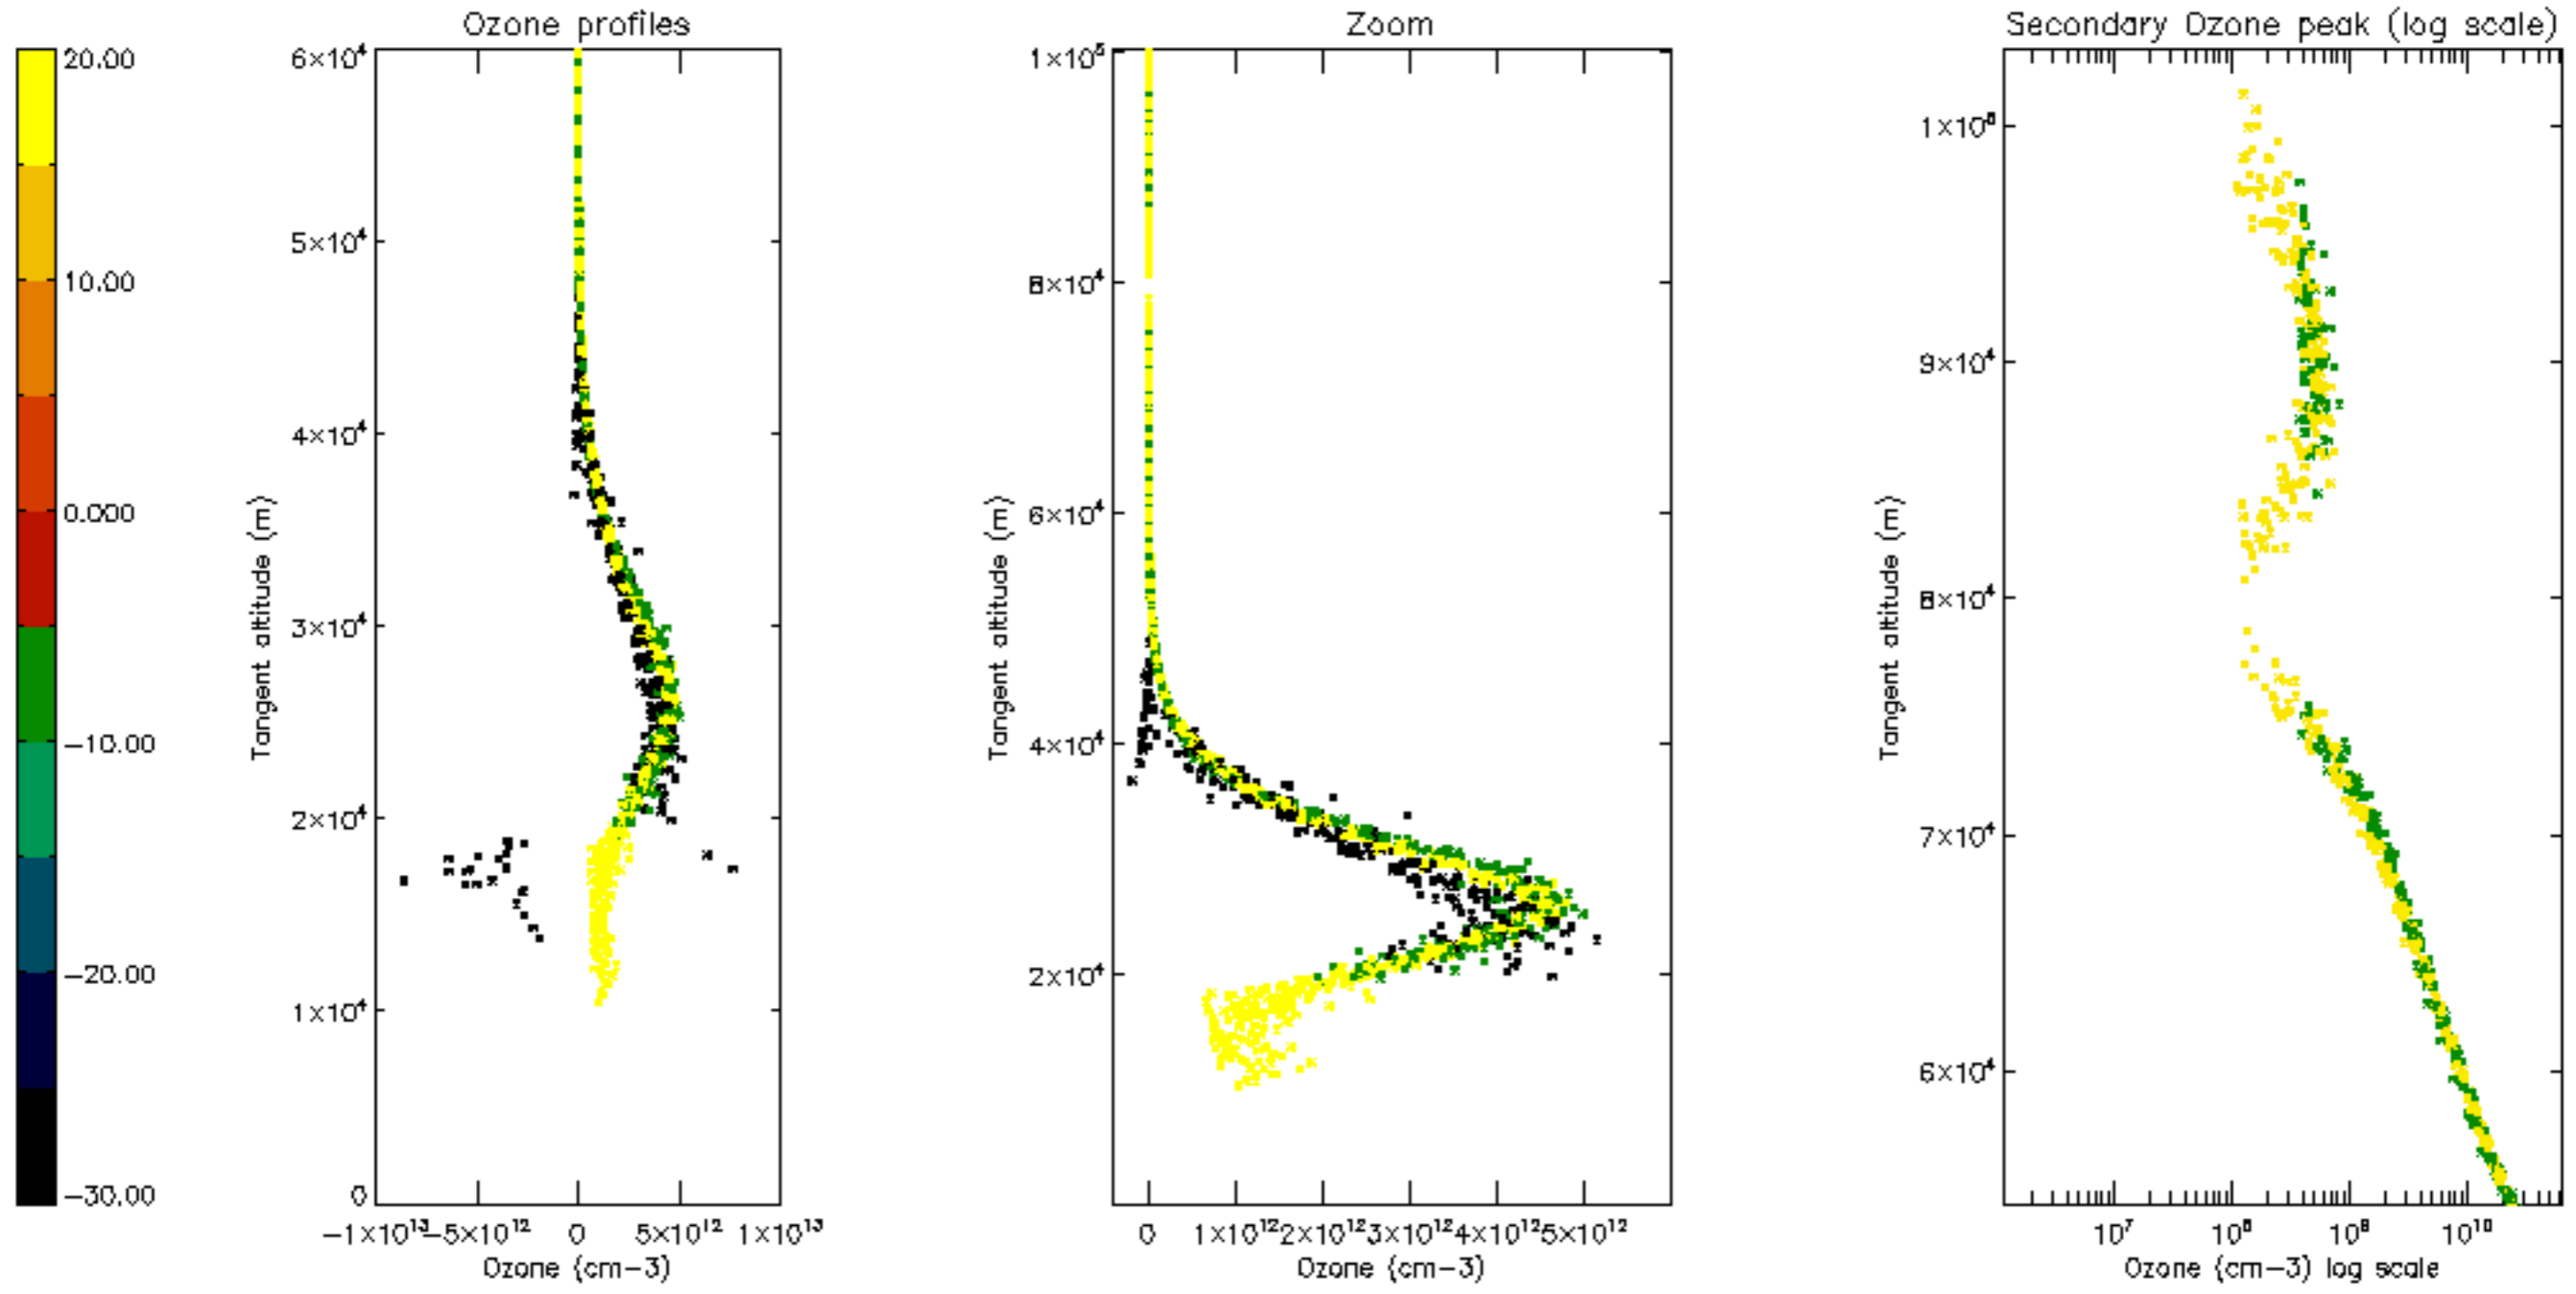 Ozone profiles
Zoom
Secondary Ozone peak (log scale)
20.00
10.00
0.000
−10.00
−20.00
−30.00
Tangent altitude (m)
6×10⁴
5×10⁴
4×10⁴
3×10⁴
2×10⁴
1×10⁴
0
−1×10¹³ −5×10¹² 0 5×10¹² 1×10¹³
Ozone (cm−3)
Tangent altitude (m)
1×10⁵
8×10⁴
6×10⁴
4×10⁴
2×10⁴
0 1×10¹² 2×10¹² 3×10¹² 4×10¹² 5×10¹²
Ozone (cm−3)
Tangent altitude (m)
1×10⁵
9×10⁴
8×10⁴
7×10⁴
6×10⁴
10⁷ 10⁸ 10⁹ 10¹⁰
Ozone (cm−3) log scale